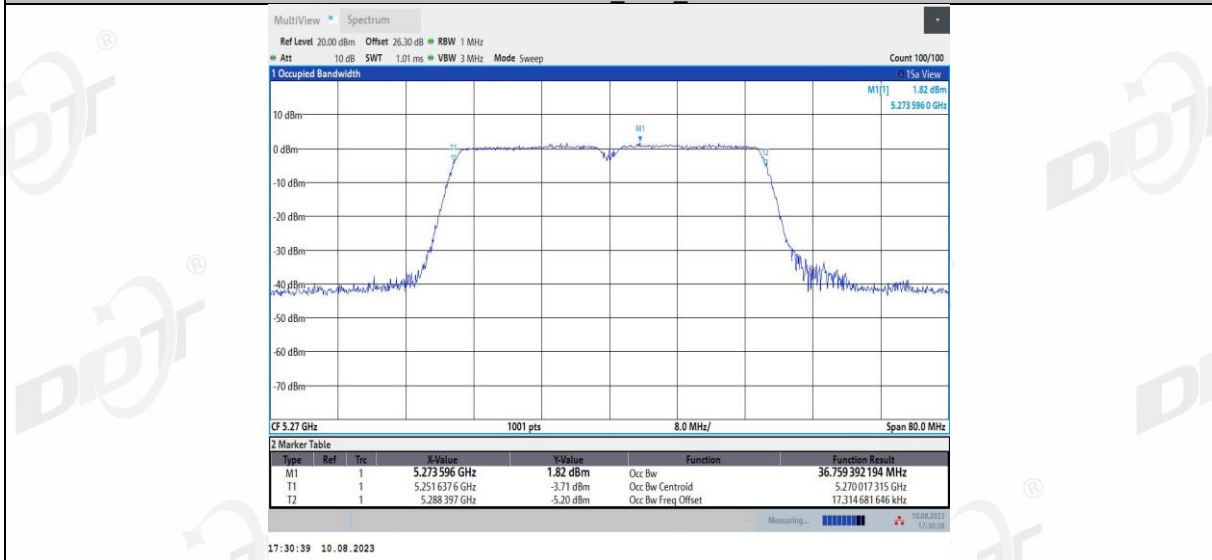 MultiView Spectrum
Ref Level 20.00 dBm Offset 26.30 dB RBW 1 MHz
Att 10 dB SWT 1.01 ms VBW 3 MHz Mode Sweep Count 100/100
1 Occupied Bandwidth 1Sa View
M1[1] 1.82 dBm
5.273 596 0 GHz
10 dBm
M1
0 dBm
T1
T2
-10 dBm
-20 dBm
-30 dBm
-40 dBm
-50 dBm
-60 dBm
-70 dBm
CF 5.27 GHz 1001 pts 8.0 MHz/ Span 80.0 MHz
2 Marker Table
Type Ref Trc X-Value Y-Value Function Function Result
M1 1 5.273 596 GHz 1.82 dBm Occ Bw 36.759 392 194 MHz
T1 1 5.251 637 6 GHz -3.71 dBm Occ Bw Centroid 5.270 017 315 GHz
T2 1 5.288 397 GHz -5.20 dBm Occ Bw Freq Offset 17.314 681 646 kHz
Measuring... 10.08.2023
17:30:38
17:30:39 10.08.2023
DDT
®